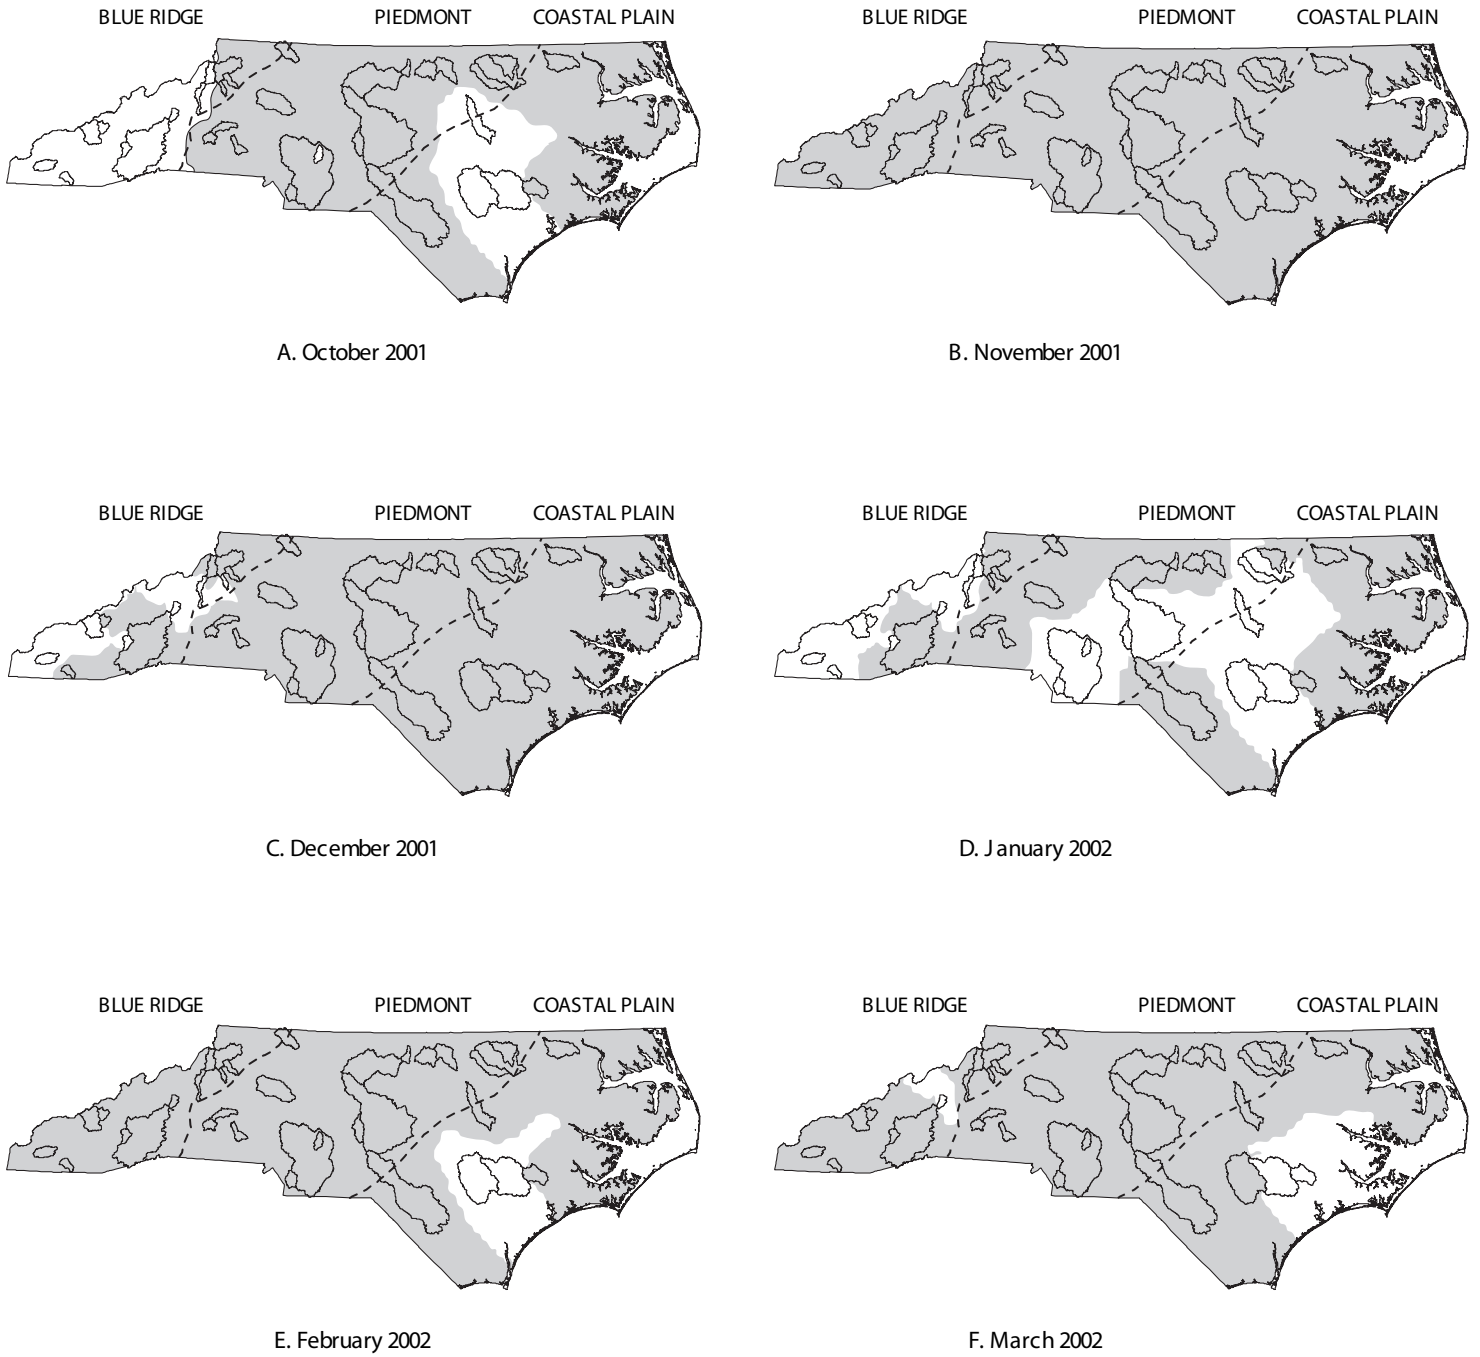 BLUE RIDGE PIEDMONT COASTAL PLAIN
BLUE RIDGE PIEDMONT COASTAL PLAIN
A. October 2001
B. November 2001
BLUE RIDGE PIEDMONT COASTAL PLAIN
BLUE RIDGE PIEDMONT COASTAL PLAIN
C. December 2001
D. January 2002
BLUE RIDGE PIEDMONT COASTAL PLAIN
BLUE RIDGE PIEDMONT COASTAL PLAIN
E. February 2002
F. March 2002